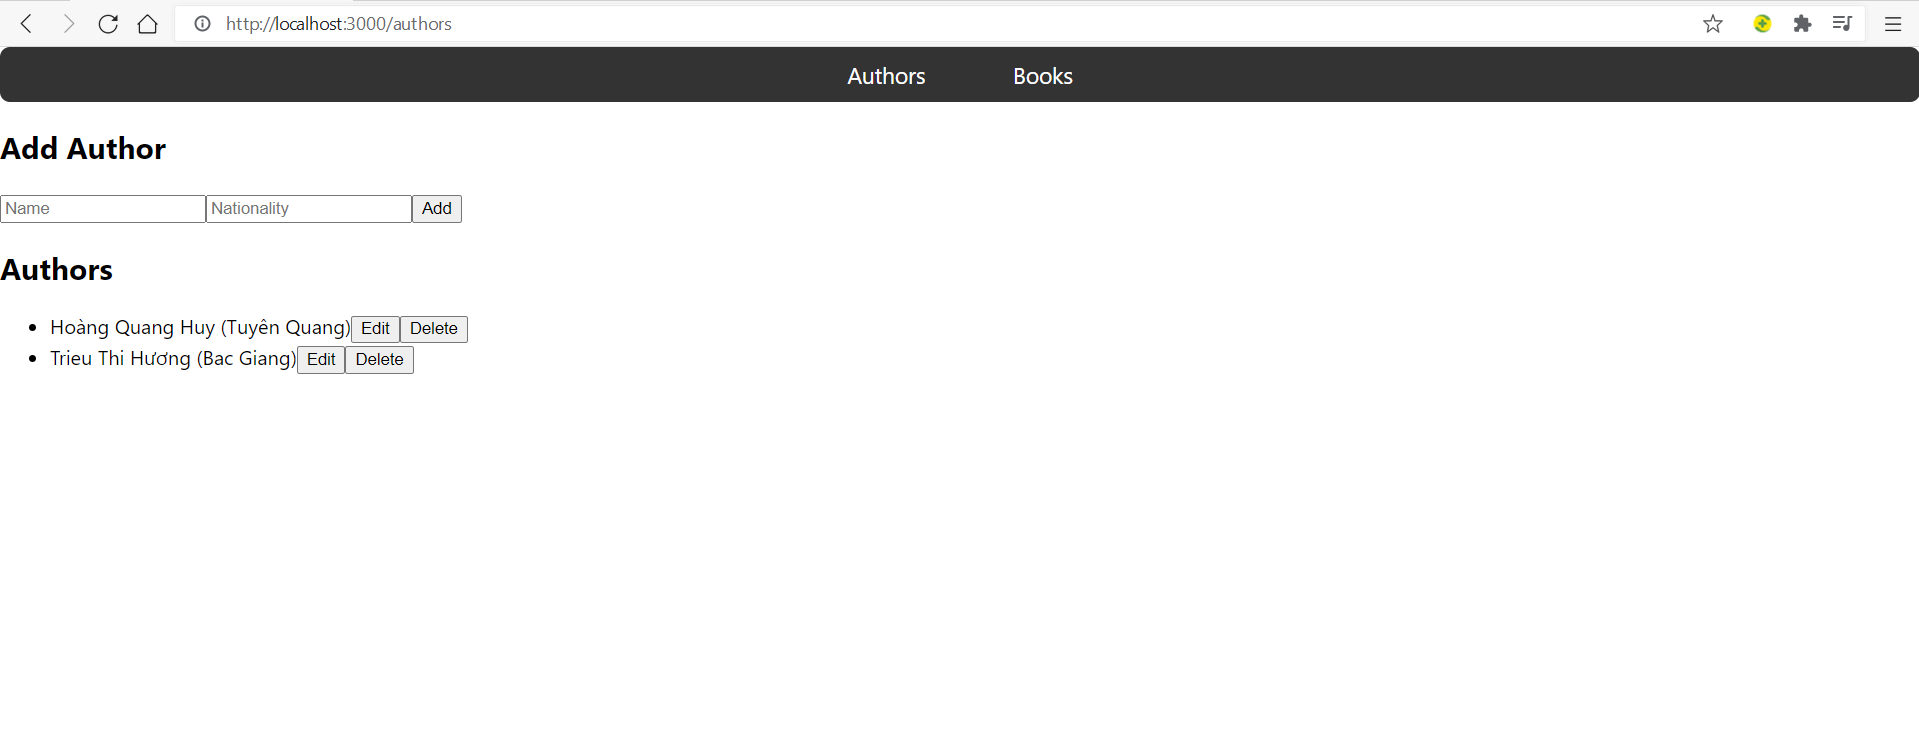 http://localhost:3000/authors
Authors Books
Add Author
Name Nationality Add
Authors
Hoàng Quang Huy (Tuyên Quang) Edit Delete
Trieu Thi Hương (Bac Giang) Edit Delete